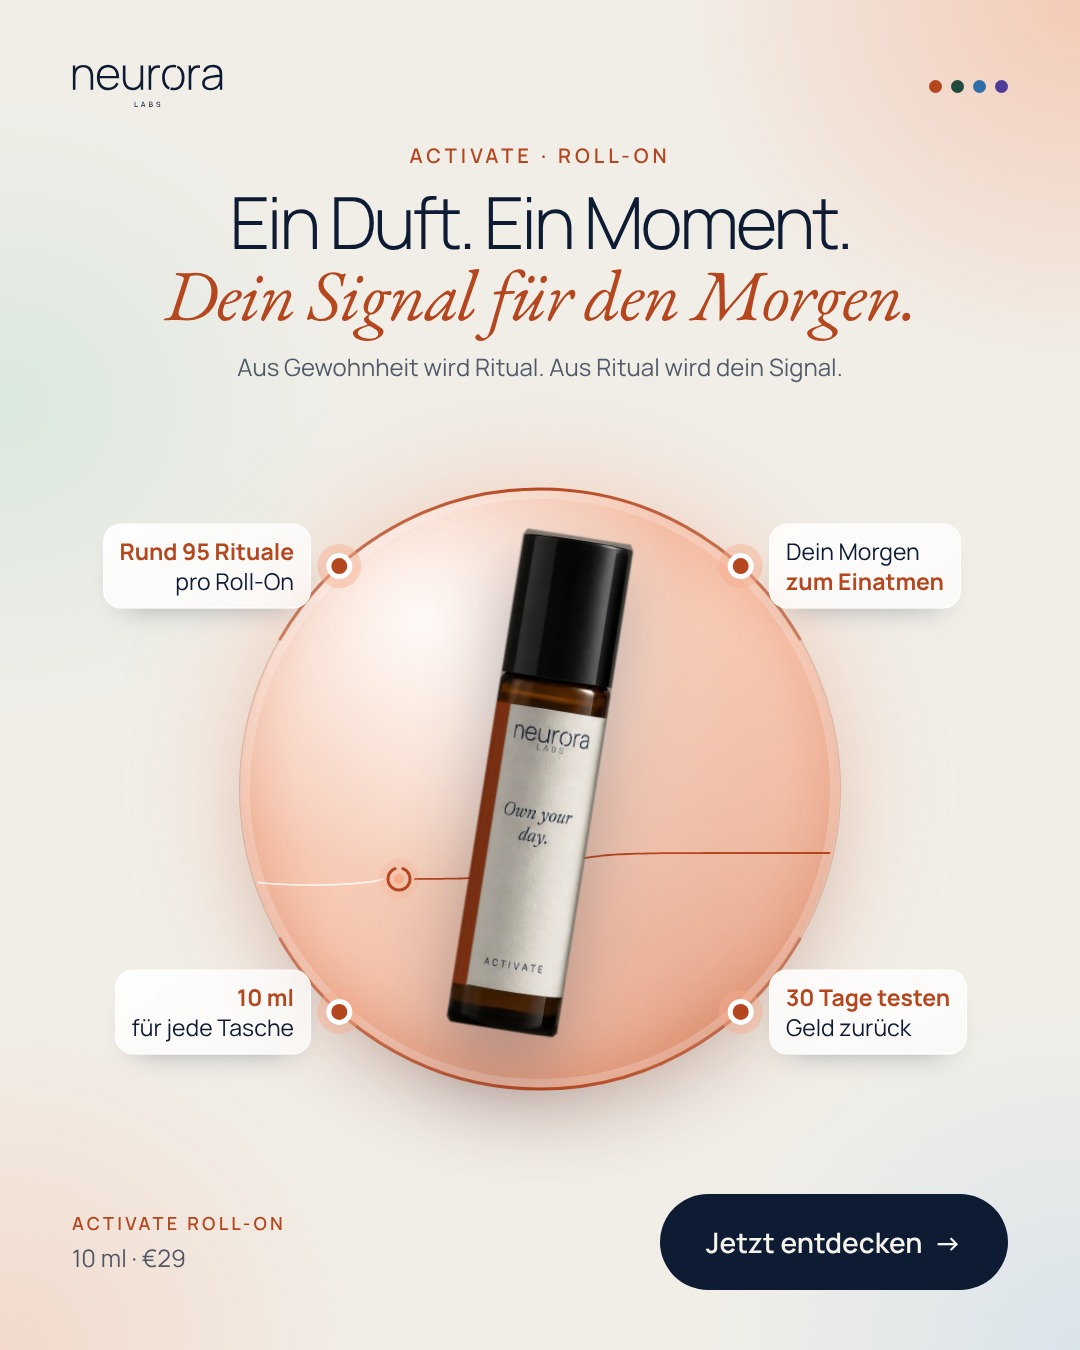 neurora
LABS
ACTIVATE · ROLL-ON
Ein Duft. Ein Moment.
Dein Signal für den Morgen.
Aus Gewohnheit wird Ritual. Aus Ritual wird dein Signal.
Rund 95 Rituale
pro Roll-On
Dein Morgen
zum Einatmen
neurora
LABS
Own your
day.
ACTIVATE
10 ml
für jede Tasche
30 Tage testen
Geld zurück
ACTIVATE ROLL-ON
10 ml · €29
Jetzt entdecken →